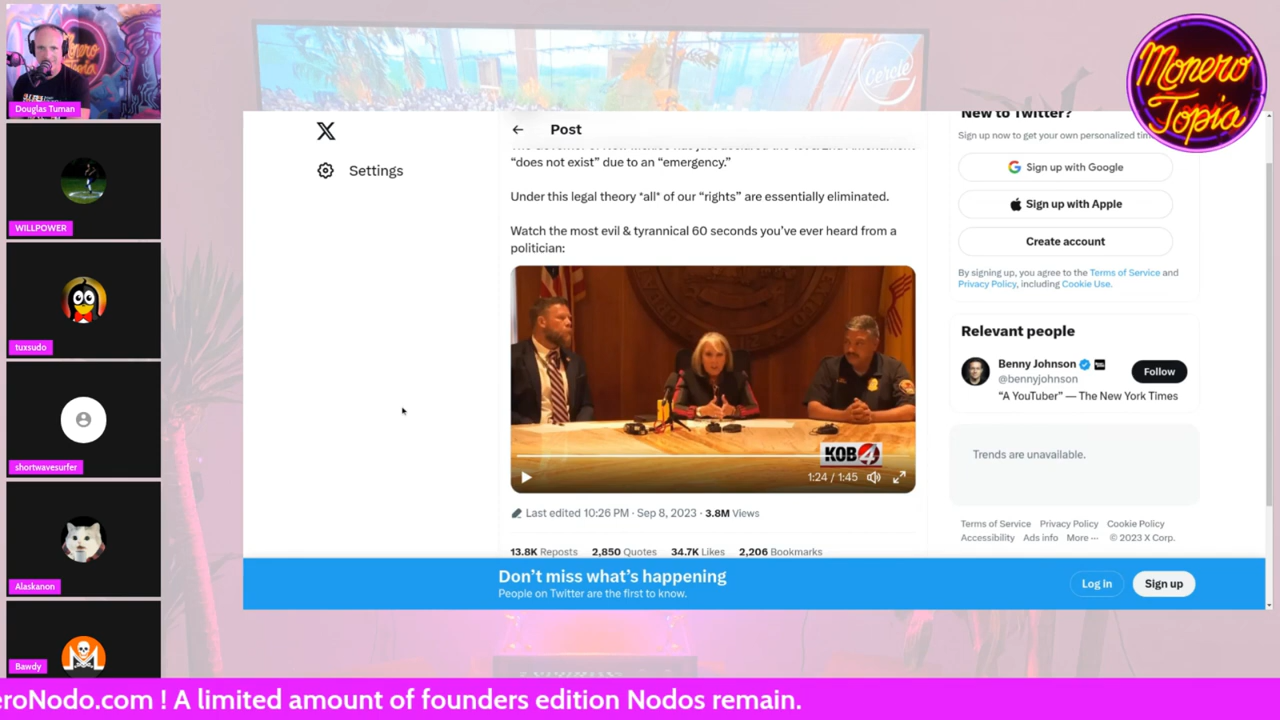 Douglas Tuman
WILLPOWER
tuxsudo
shortwavesurfer
Alaskanon
Bawdy
Cercle
Monero
Topia
X
Settings
Post
“does not exist” due to an “emergency.”
Under this legal theory *all* of our “rights” are essentially eliminated.
Watch the most evil & tyrannical 60 seconds you’ve ever heard from a
politician:
KOB 4
1:24 / 1:45
Last edited 10:26 PM · Sep 8, 2023 · 3.8M Views
13.8K Reposts 2,850 Quotes 34.7K Likes 2,206 Bookmarks
New to Twitter?
Sign up now to get your own personalized
Sign up with Google
Sign up with Apple
Create account
By signing up, you agree to the Terms of Service and
Privacy Policy, including Cookie Use.
Relevant people
Benny Johnson
@bennyjohnson
Follow
“A YouTuber” — The New York Times
Trends are unavailable.
Terms of Service Privacy Policy Cookie Policy
Accessibility Ads info More ··· © 2023 X Corp.
Don’t miss what’s happening
People on Twitter are the first to know.
Log in
Sign up
eroNodo.com ! A limited amount of founders edition Nodos remain.